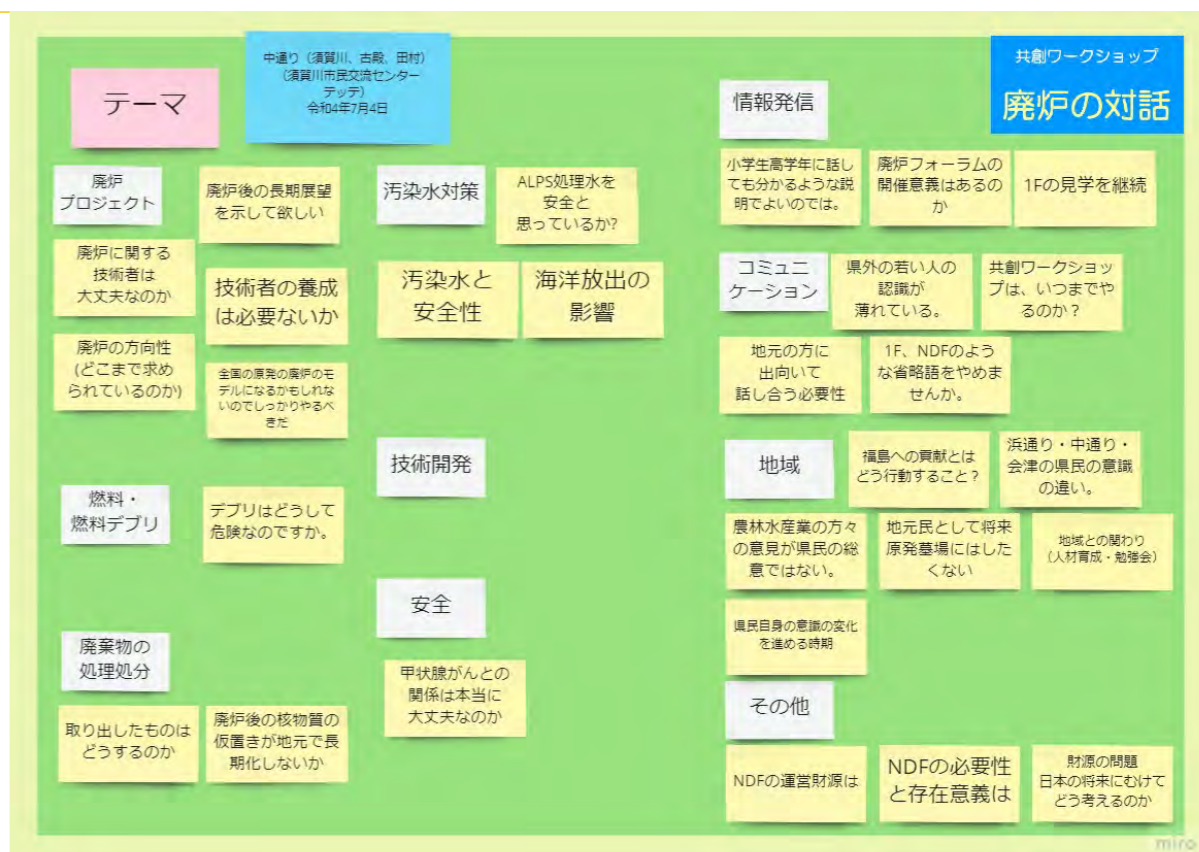 テーマ
中通り（須賀川、古殿、田村）
（須賀川市民交流センター
テッテ）
令和4年7月4日
共創ワークショップ
廃炉の対話
廃炉
プロジェクト
廃炉後の長期展望
を示して欲しい
廃炉に関する
技術者は
大丈夫なのか
技術者の養成
は必要ないか
廃炉の方向性
(どこまで求め
られているのか)
全国の原発の廃炉のモ
デルになるかもしれな
いのでしっかりやるべ
きだ
燃料・
燃料デブリ
デブリはどうして
危険なのですか。
廃棄物の
処理処分
取り出したものは
どうするのか
廃炉後の核物質の
仮置きが地元で長
期化しないか
汚染水対策
ALPS処理水を
安全と
思っているか?
汚染水と
安全性
海洋放出の
影響
技術開発
安全
甲状腺がんとの
関係は本当に
大丈夫なのか
情報発信
小学生高学年に話し
ても分かるような説
明でよいのでは。
廃炉フォーラムの
開催意義はあるの
か
1Fの見学を継続
コミュニ
ケーション
県外の若い人の
認識が
薄れている。
共創ワークショッ
プは、いつまでや
るのか？
地元の方に
出向いて
話し合う必要性
1F、NDFのよう
な省略語をやめま
せんか。
地域
福島への貢献とは
どう行動すること？
浜通り・中通り・
会津の県民の意識
の違い。
農林水産業の方々
の意見が県民の総
意ではない。
地元民として将来
原発墓場にはした
くない
地域との関わり
（人材育成・勉強会）
県民自身の意識の変化
を進める時期
その他
NDFの運営財源は
NDFの必要性
と存在意義は
財源の問題
日本の将来にむけて
どう考えるのか
miro